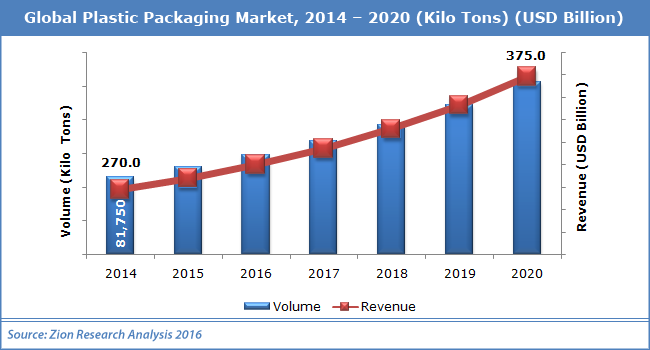 Global Plastic Packaging Market, 2014 – 2020 (Kilo Tons) (USD Billion)
375.0
270.0
81,750
Volume (Kilo Tons)
Revenue (USD Billion)
2014 2015 2016 2017 2018 2019 2020
Volume Revenue
Source: Zion Research Analysis 2016